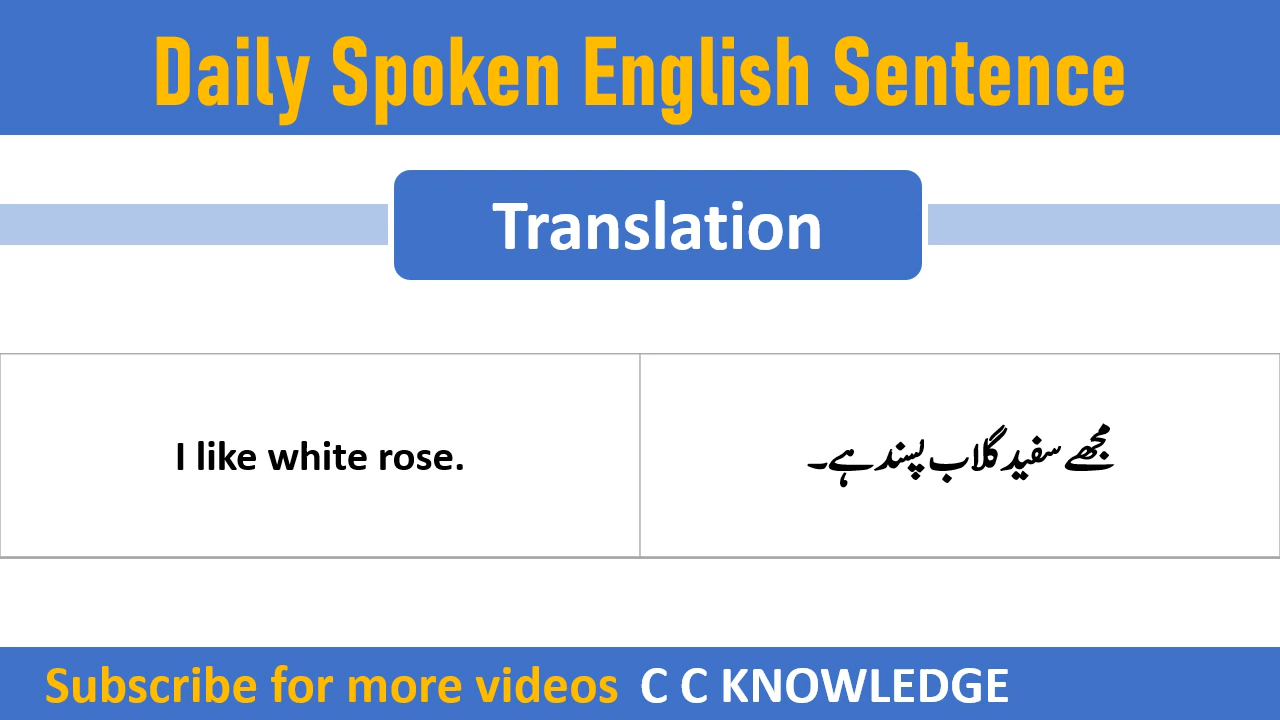 Daily Spoken English Sentence
Translation
I like white rose.
مجھے سفید گلاب پسند ہے۔
Subscribe for more videos C C KNOWLEDGE